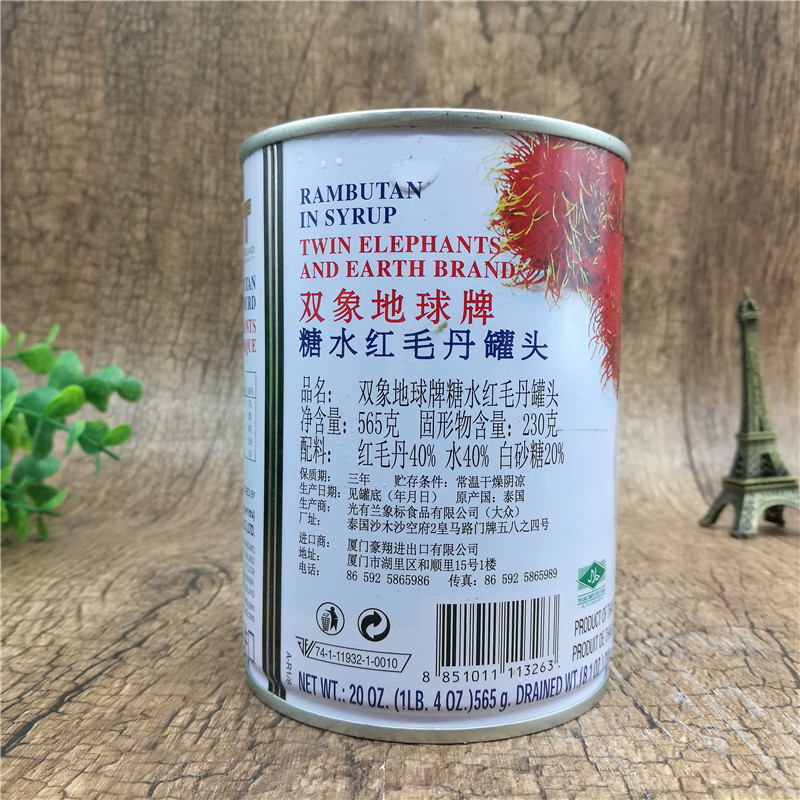 RAMBUTAN
IN SYRUP
TWIN ELEPHANTS
AND EARTH BRAND
双象地球牌
糖水红毛丹罐头
品名: 双象地球牌糖水红毛丹罐头
净含量: 565克 固形物含量: 230克
配料: 红毛丹40% 水40% 白砂糖20%
保质期: 三年 贮存条件: 常温干燥阴凉
生产日期: 见罐底（年月日） 原产国: 泰国
生产商: 光有兰象标食品有限公司（大众）
厂址: 泰国沙木沙空府2皇马路门牌五八之四号
进口商: 厦门豪翔进出口有限公司
地址: 厦门市湖里区和顺里15号1楼
电话: 86 592 5865986 传真: 86 592 5865989
74-1-11932-1-0010
8 851011 113263
PRODUCT OF
PRODUIT DE
A-R1/6
NET WT.: 20 OZ. (1LB. 4 OZ.) 565 g. DRAINED WT. (8.1 OZ.)